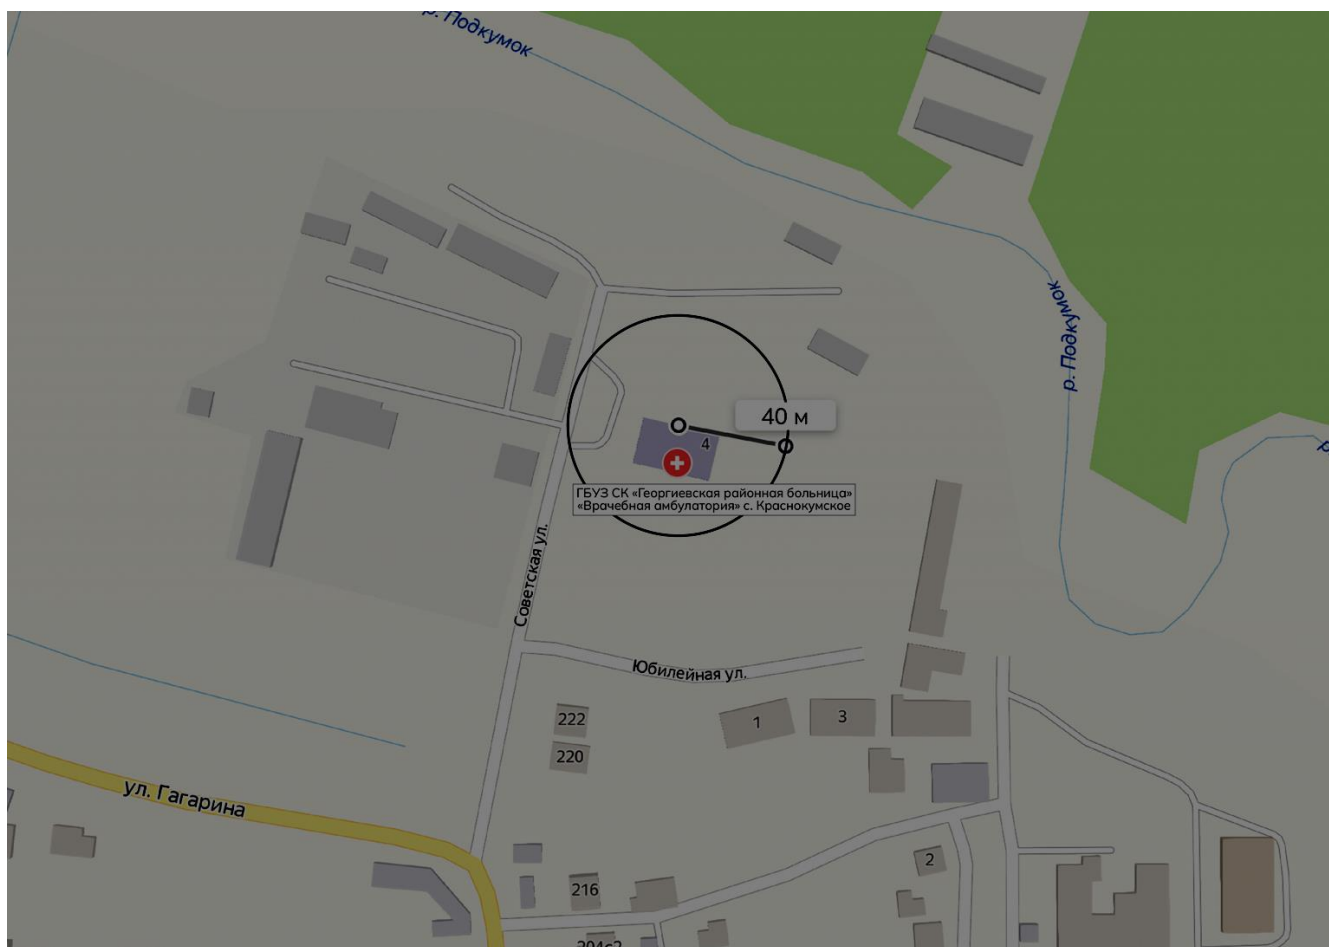 р. Подкумок
р. Подкумок
40 м
4
ГБУЗ СК «Георгиевская районная больница»
«Врачебная амбулатория» с. Краснокумское
Советская ул.
Юбилейная ул.
222
1
3
220
ул. Гагарина
2
216